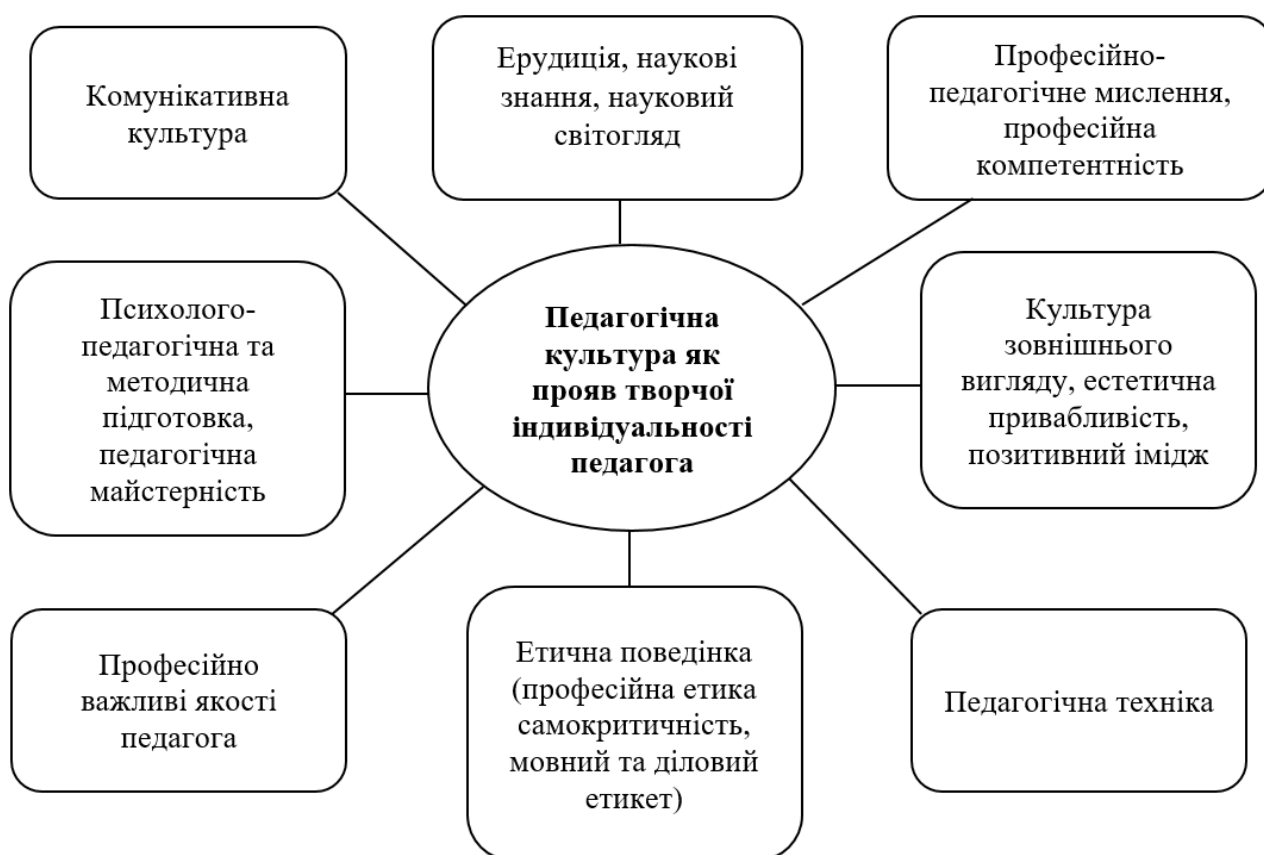 Комунікативна
культура
Ерудиція, наукові
знання, науковий
світогляд
Професійно-
педагогічне мислення,
професійна
компетентність
Психолого-
педагогічна та
методична
підготовка,
педагогічна
майстерність
Педагогічна
культура як
прояв творчої
індивідуальності
педагога
Культура
зовнішнього
вигляду, естетична
привабливість,
позитивний імідж
Професійно
важливі якості
педагога
Етична поведінка
(професійна етика
самокритичність,
мовний та діловий
етикет)
Педагогічна техніка